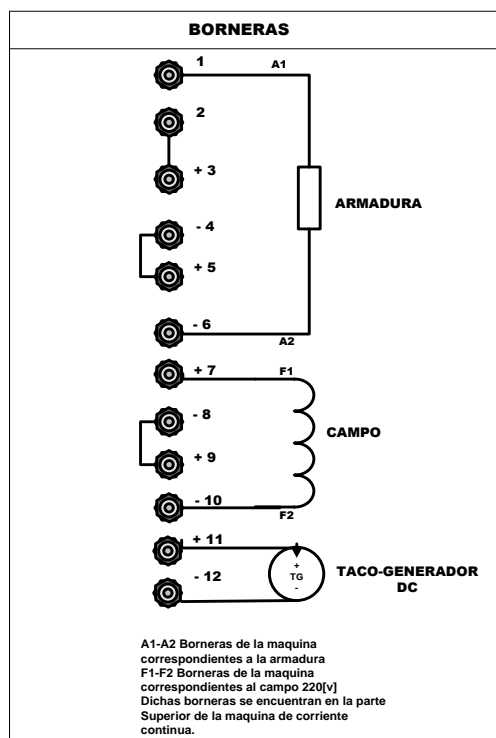 BORNERAS
1
A1
2
+ 3
ARMADURA
- 4
+ 5
- 6
A2
+ 7
F1
- 8
CAMPO
+ 9
- 10
F2
+ 11
+
TG
-
TACO-GENERADOR
DC
- 12
A1-A2 Borneras de la maquina
correspondientes a la armadura
F1-F2 Borneras de la maquina
correspondientes al campo 220[v]
Dichas borneras se encuentran en la parte
Superior de la maquina de corriente
continua.